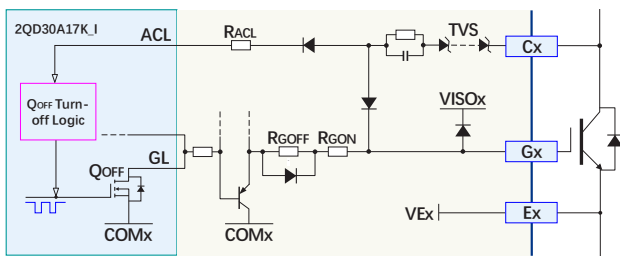 2QD30A17K_I
ACL
RACL
TVS
Cx
QOFF Turn-
off Logic
VISOx
GL
RGOFF
RGON
Gx
QOFF
VEx
Ex
COMx
COMx